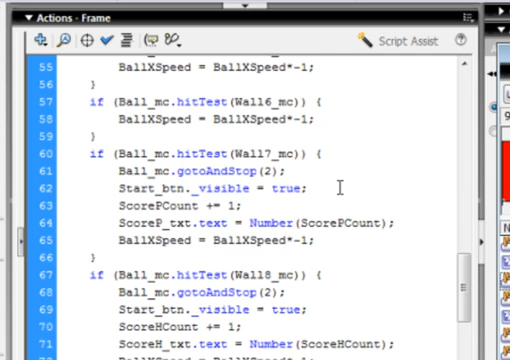 Actions - Frame
Script Assist
55 BallXSpeed = BallXSpeed*-1;
56 }
57 if (Ball_mc.hitTest(Wall6_mc)) {
58 BallXSpeed = BallXSpeed*-1;
59 }
60 if (Ball_mc.hitTest(Wall7_mc)) {
61 Ball_mc.gotoAndStop(2);
62 Start_btn._visible = true;
63 ScorePCount += 1;
64 ScoreP_txt.text = Number(ScorePCount);
65 BallXSpeed = BallXSpeed*-1;
66 }
67 if (Ball_mc.hitTest(Wall8_mc)) {
68 Ball_mc.gotoAndStop(2);
69 Start_btn._visible = true;
70 ScoreHCount += 1;
71 ScoreH_txt.text = Number(ScoreHCount);